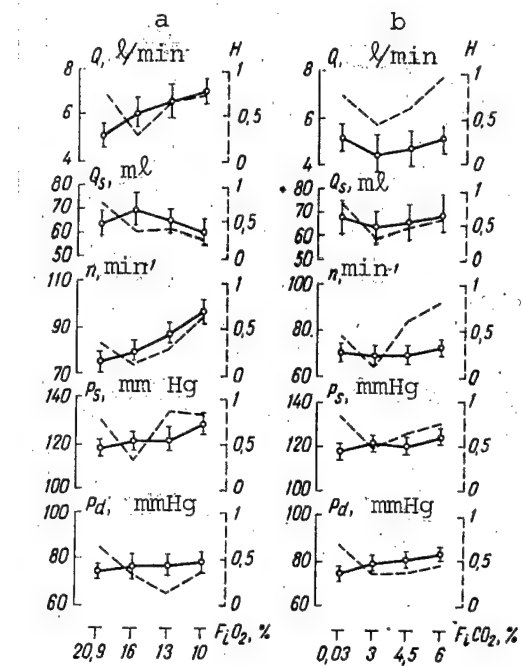 a b
Q, ℓ/min H Q, ℓ/min H
8 1 8 1
6 0,5 6 0,5
4 0 4 0
Qs, mℓ Qs, mℓ
80 1 80 1
70 70
60 0,5 60 0,5
50 0 50 0
n, min⁻¹ n, min⁻¹
110 1 100 1
90 0,5 80 0,5
70 0 60 0
Ps, mm Hg Ps, mmHg
140 1 140 1
120 0,5 120 0,5
100 0 100 0
Pd, mmHg Pd, mmHg
100 1 100 1
80 0,5 80 0,5
60 0 60 0
20,9 16 13 10 FiO2, % 0,03 3 4,5 6 FiCO2, %